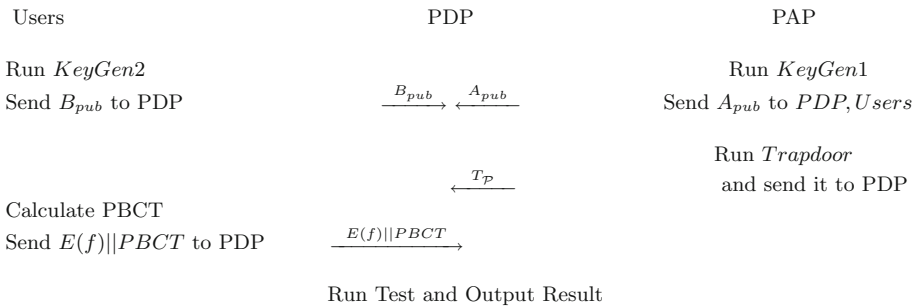 Users PDP PAP
Run KeyGen2 Run KeyGen1
Send B_pub to PDP B_pub A_pub Send A_pub to PDP, Users
Run Trapdoor
T_𝒫 and send it to PDP
Calculate PBCT
Send E(f)||PBCT to PDP E(f)||PBCT
Run Test and Output Result